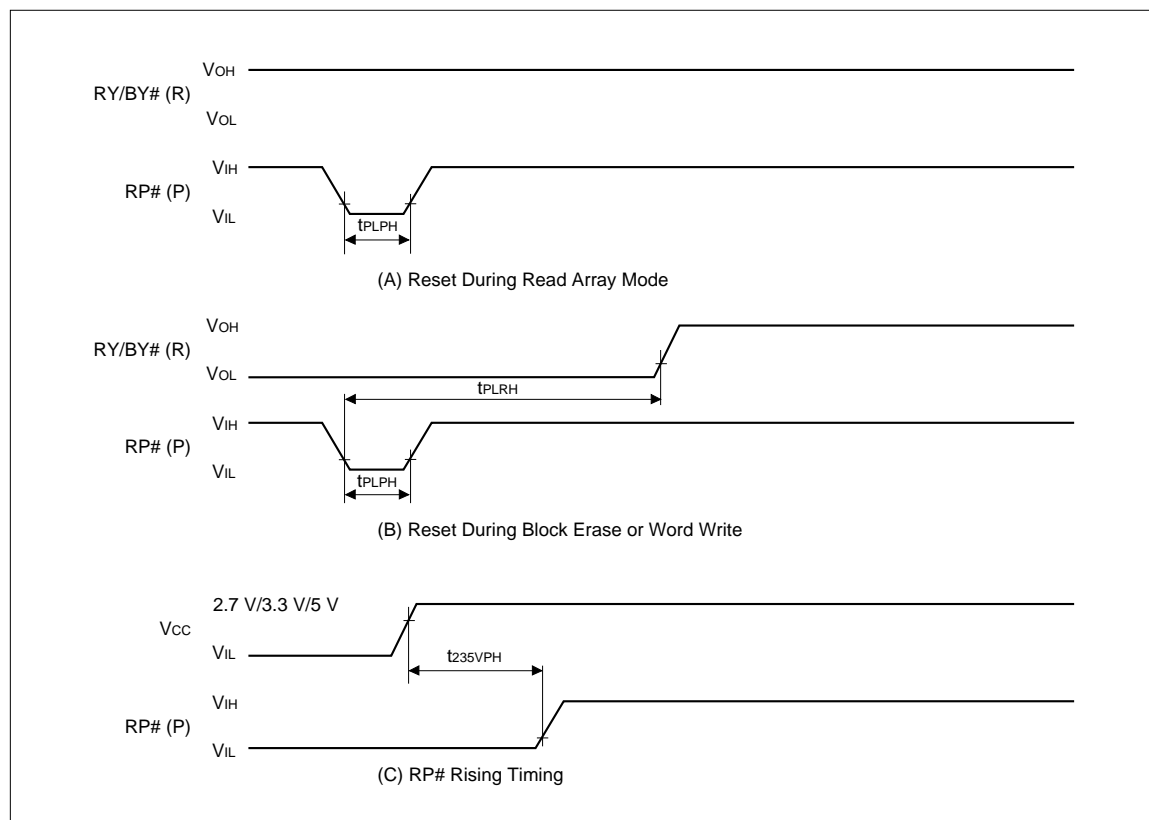 VOH
RY/BY# (R)
VOL
VIH
RP# (P)
VIL
tPLPH
(A) Reset During Read Array Mode
VOH
RY/BY# (R)
VOL
tPLRH
VIH
RP# (P)
VIL
tPLPH
(B) Reset During Block Erase or Word Write
2.7 V/3.3 V/5 V
VCC
VIL
t235VPH
VIH
RP# (P)
VIL
(C) RP# Rising Timing